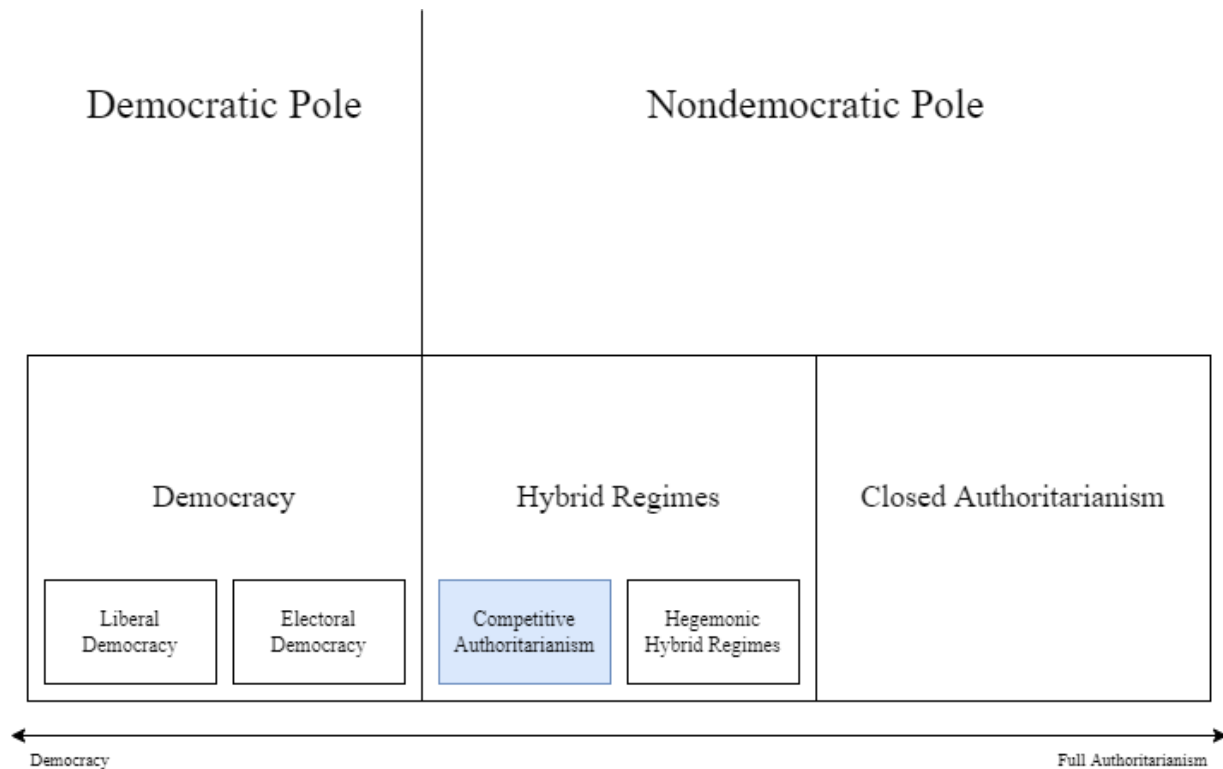 Democratic Pole
Nondemocratic Pole
Democracy
Hybrid Regimes
Closed Authoritarianism
Liberal
Democracy
Electoral
Democracy
Competitive
Authoritarianism
Hegemonic
Hybrid Regimes
Democracy
Full Authoritarianism